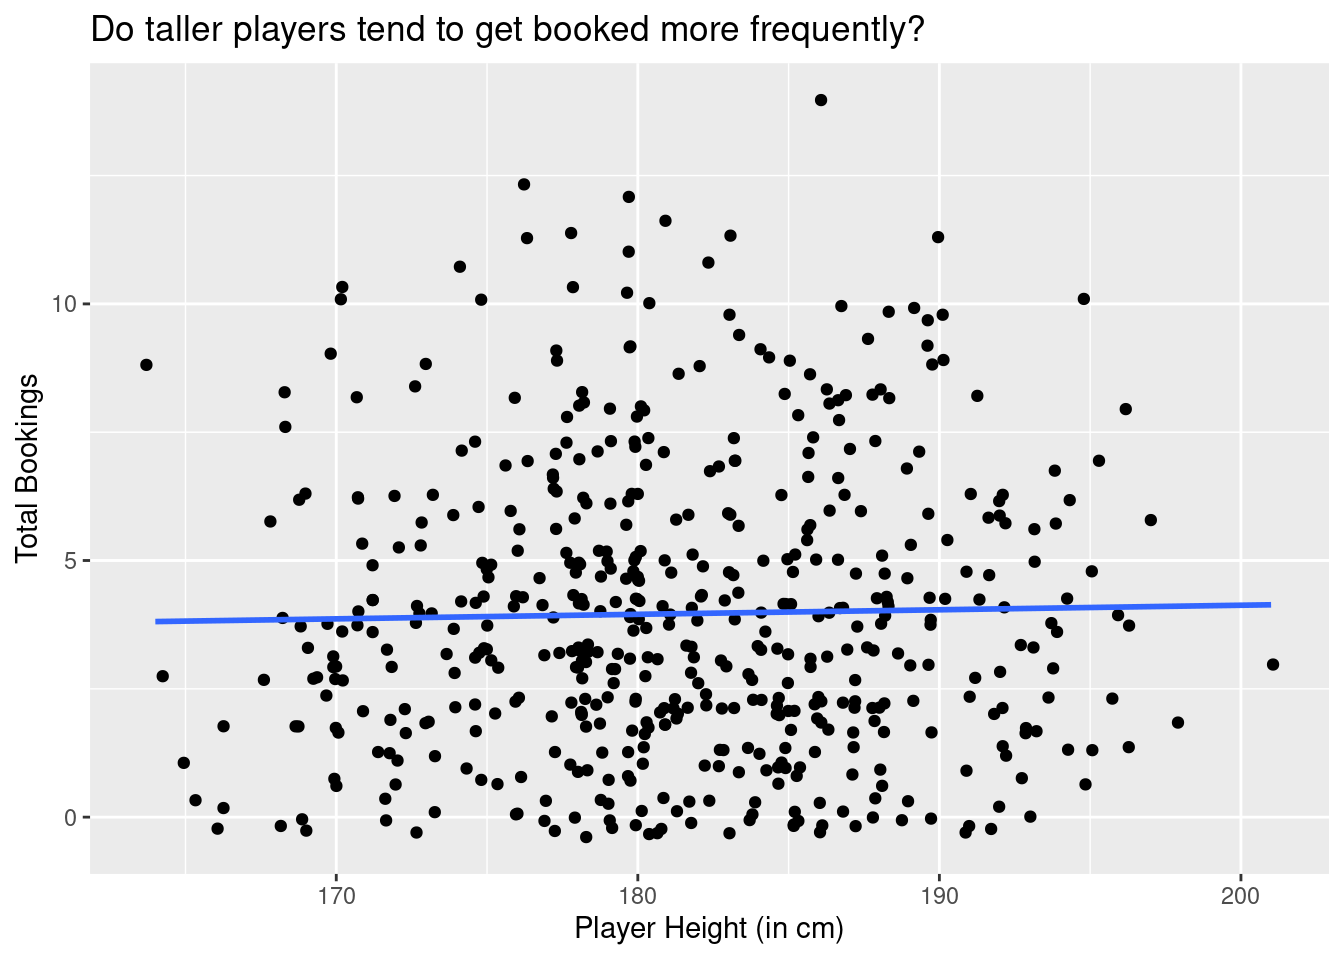 Do taller players tend to get booked more frequently?
Total Bookings
10
5
0
170
180
190
200
Player Height (in cm)